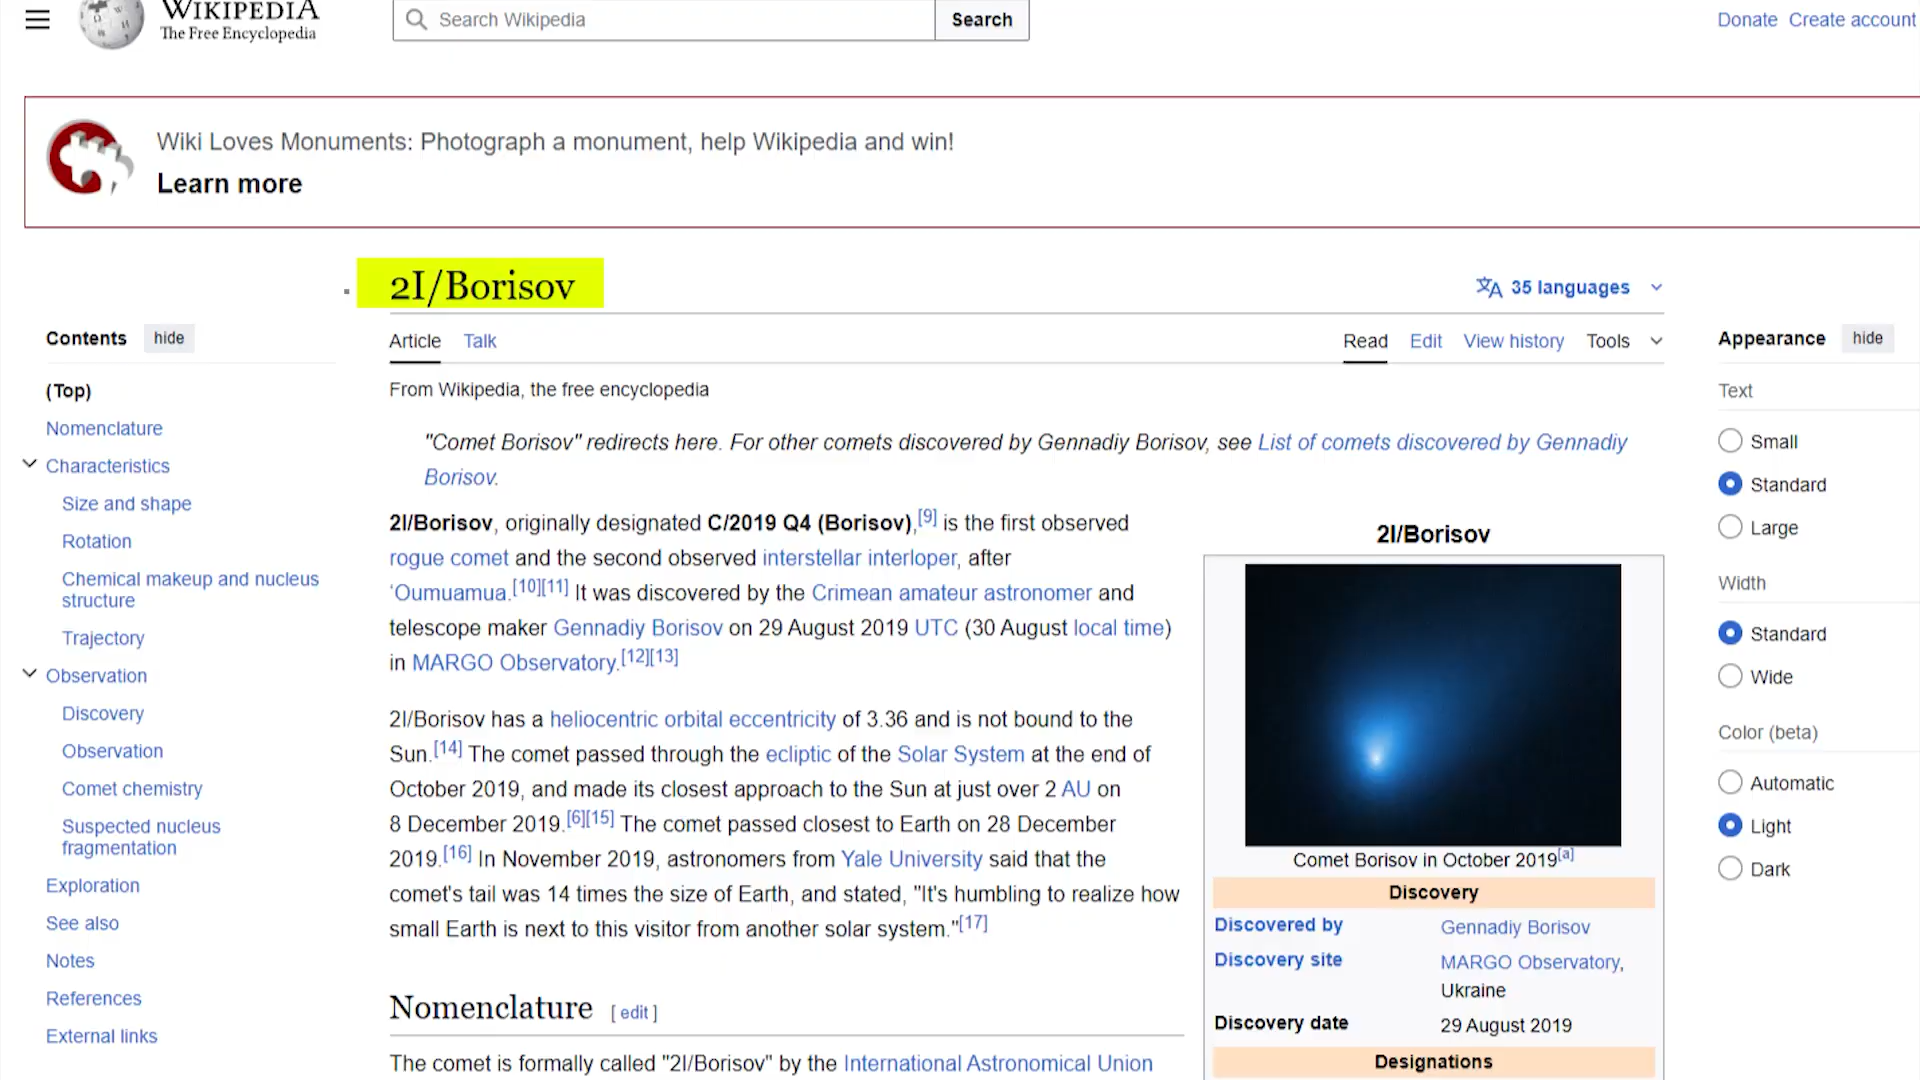 WIKIPEDIA
The Free Encyclopedia
Search Wikipedia
Search
Donate Create account
Wiki Loves Monuments: Photograph a monument, help Wikipedia and win!
Learn more
2I/Borisov
35 languages
Contents hide
Article Talk
Read Edit View history Tools
Appearance hide
(Top)
Nomenclature
Characteristics
Size and shape
Rotation
Chemical makeup and nucleus
structure
Trajectory
Observation
Discovery
Observation
Comet chemistry
Suspected nucleus
fragmentation
Exploration
See also
Notes
References
External links
From Wikipedia, the free encyclopedia
"Comet Borisov" redirects here. For other comets discovered by Gennadiy Borisov, see List of comets discovered by Gennadiy
Borisov.
2I/Borisov, originally designated C/2019 Q4 (Borisov),[9] is the first observed
rogue comet and the second observed interstellar interloper, after
ʻOumuamua.[10][11] It was discovered by the Crimean amateur astronomer and
telescope maker Gennadiy Borisov on 29 August 2019 UTC (30 August local time)
in MARGO Observatory.[12][13]
2I/Borisov has a heliocentric orbital eccentricity of 3.36 and is not bound to the
Sun.[14] The comet passed through the ecliptic of the Solar System at the end of
October 2019, and made its closest approach to the Sun at just over 2 AU on
8 December 2019.[6][15] The comet passed closest to Earth on 28 December
2019.[16] In November 2019, astronomers from Yale University said that the
comet's tail was 14 times the size of Earth, and stated, "It's humbling to realize how
small Earth is next to this visitor from another solar system."[17]
Nomenclature [ edit ]
The comet is formally called "2I/Borisov" by the International Astronomical Union
2I/Borisov
Comet Borisov in October 2019[a]
Discovery
Discovered by Gennadiy Borisov
Discovery site MARGO Observatory,
Ukraine
Discovery date 29 August 2019
Designations
Text
Small
Standard
Large
Width
Standard
Wide
Color (beta)
Automatic
Light
Dark